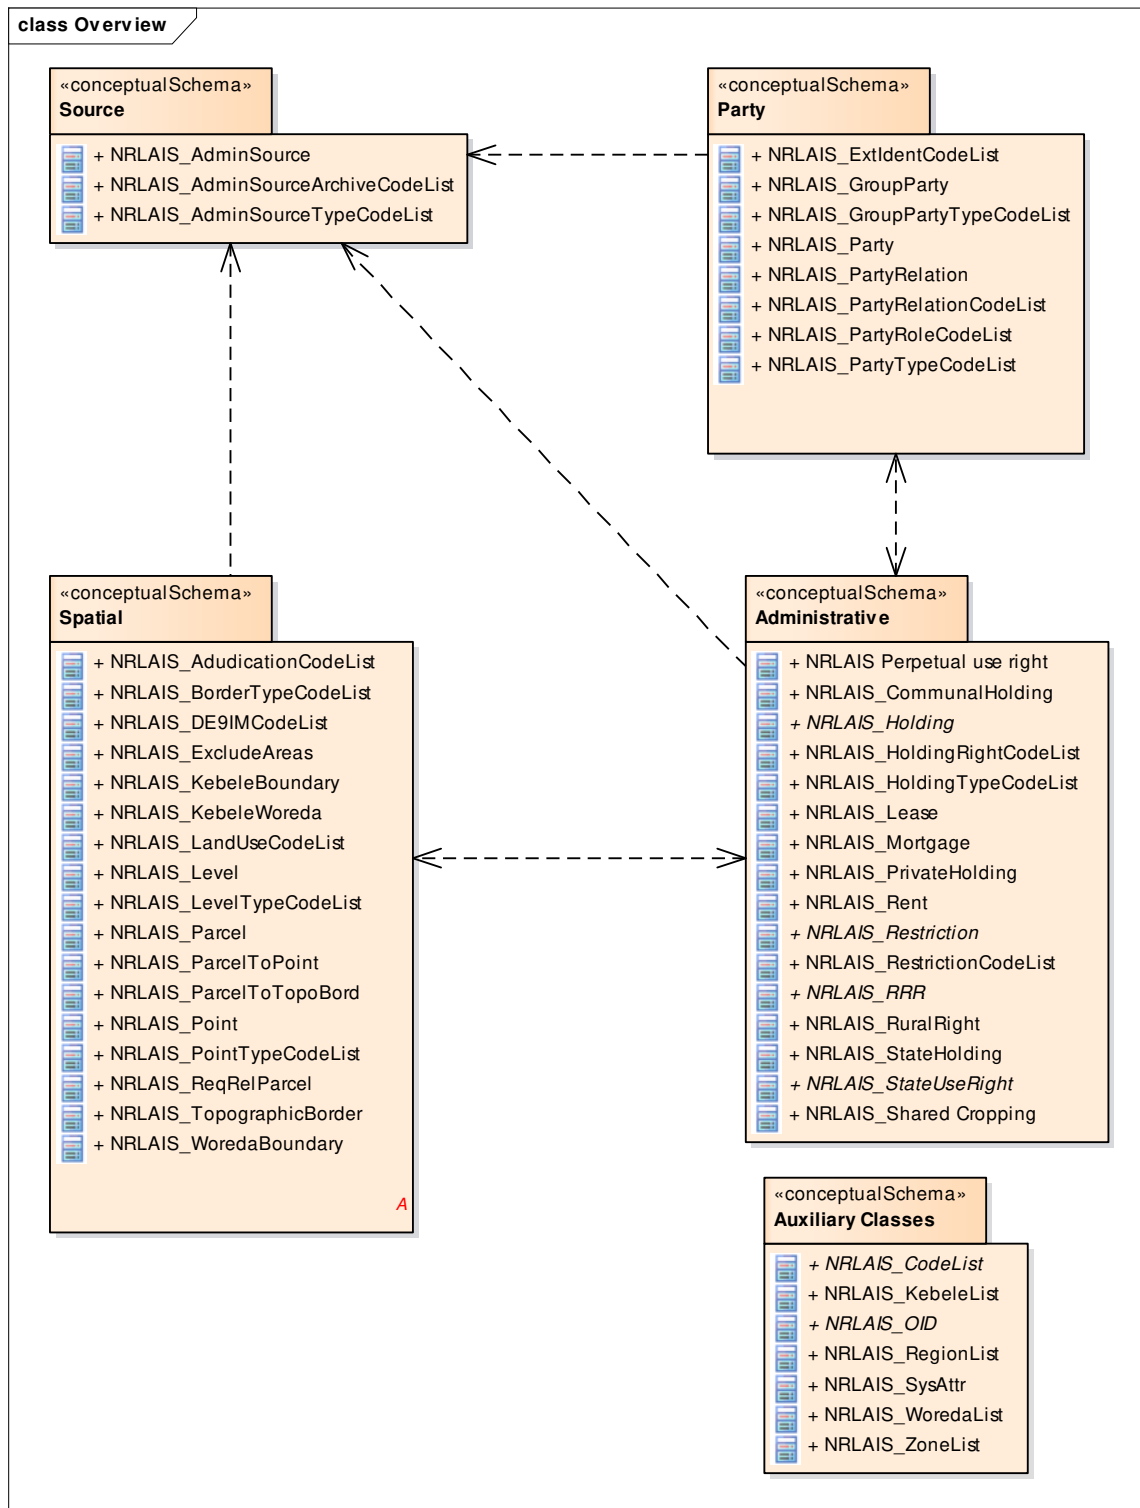 class Overview
«conceptualSchema»
Source
+ NRLAIS_AdminSource
+ NRLAIS_AdminSourceArchiveCodeList
+ NRLAIS_AdminSourceTypeCodeList
«conceptualSchema»
Party
+ NRLAIS_ExtIdentCodeList
+ NRLAIS_GroupParty
+ NRLAIS_GroupPartyTypeCodeList
+ NRLAIS_Party
+ NRLAIS_PartyRelation
+ NRLAIS_PartyRelationCodeList
+ NRLAIS_PartyRoleCodeList
+ NRLAIS_PartyTypeCodeList
«conceptualSchema»
Spatial
+ NRLAIS_AdudicationCodeList
+ NRLAIS_BorderTypeCodeList
+ NRLAIS_DE9IMCodeList
+ NRLAIS_ExcludeAreas
+ NRLAIS_KebeleBoundary
+ NRLAIS_KebeleWoreda
+ NRLAIS_LandUseCodeList
+ NRLAIS_Level
+ NRLAIS_LevelTypeCodeList
+ NRLAIS_Parcel
+ NRLAIS_ParcelToPoint
+ NRLAIS_ParcelToTopoBord
+ NRLAIS_Point
+ NRLAIS_PointTypeCodeList
+ NRLAIS_ReqRelParcel
+ NRLAIS_TopographicBorder
+ NRLAIS_WoredaBoundary
A
«conceptualSchema»
Administrative
+ NRLAIS Perpetual use right
+ NRLAIS_CommunalHolding
+ NRLAIS_Holding
+ NRLAIS_HoldingRightCodeList
+ NRLAIS_HoldingTypeCodeList
+ NRLAIS_Lease
+ NRLAIS_Mortgage
+ NRLAIS_PrivateHolding
+ NRLAIS_Rent
+ NRLAIS_Restriction
+ NRLAIS_RestrictionCodeList
+ NRLAIS_RRR
+ NRLAIS_RuralRight
+ NRLAIS_StateHolding
+ NRLAIS_StateUseRight
+ NRLAIS_Shared Cropping
«conceptualSchema»
Auxiliary Classes
+ NRLAIS_CodeList
+ NRLAIS_KebeleList
+ NRLAIS_OID
+ NRLAIS_RegionList
+ NRLAIS_SysAttr
+ NRLAIS_WoredaList
+ NRLAIS_ZoneList